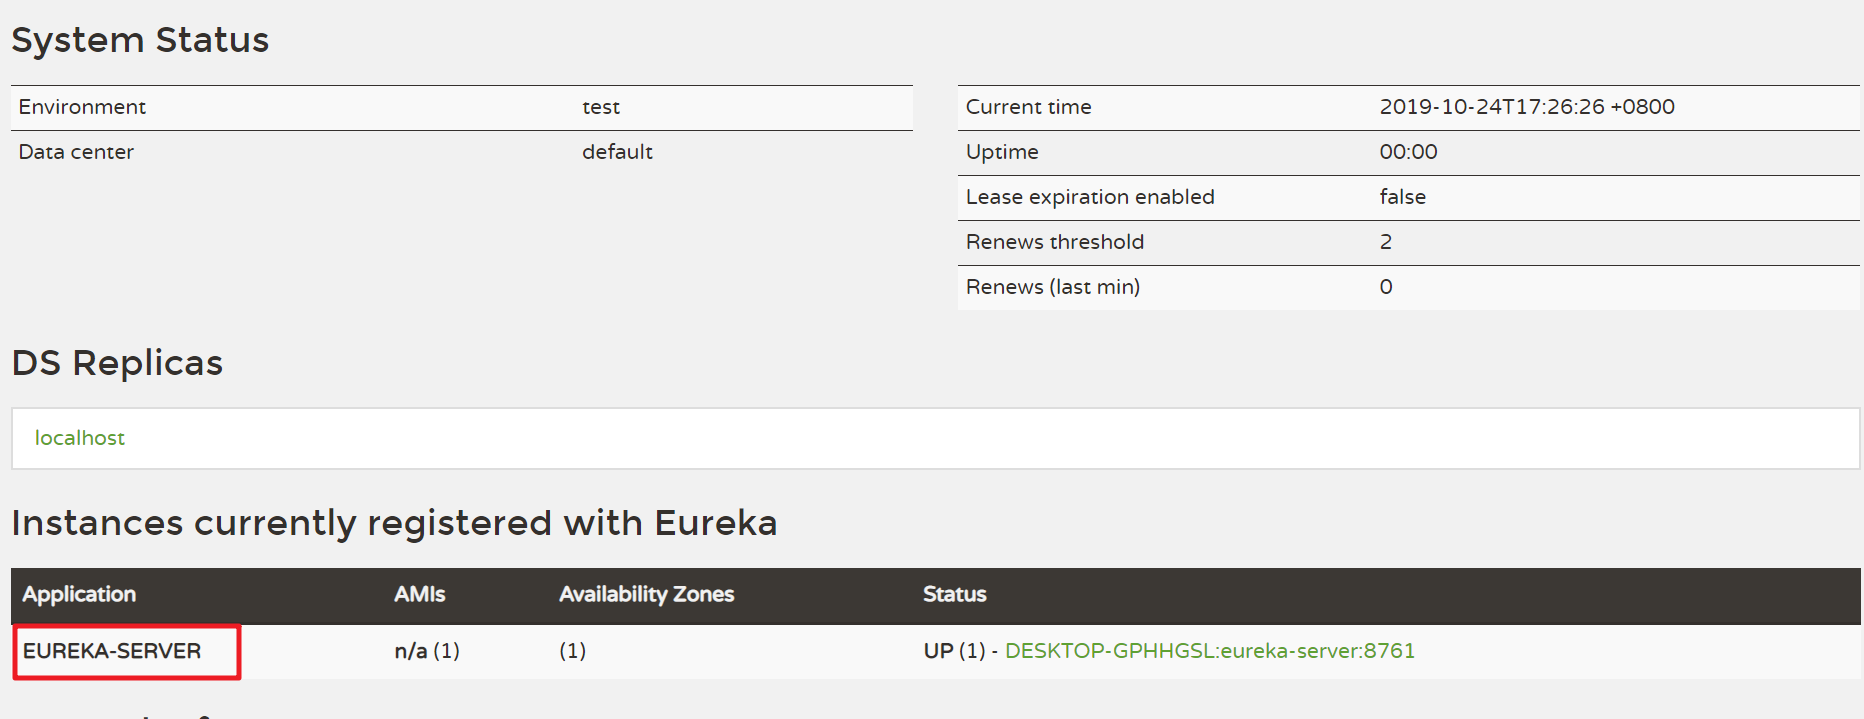 System Status
Environment test
Data center default
Current time 2019-10-24T17:26:26 +0800
Uptime 00:00
Lease expiration enabled false
Renews threshold 2
Renews (last min) 0
DS Replicas
localhost
Instances currently registered with Eureka
Application AMIs Availability Zones Status
EUREKA-SERVER n/a (1) (1) UP (1) - DESKTOP-GPHHGSL:eureka-server:8761